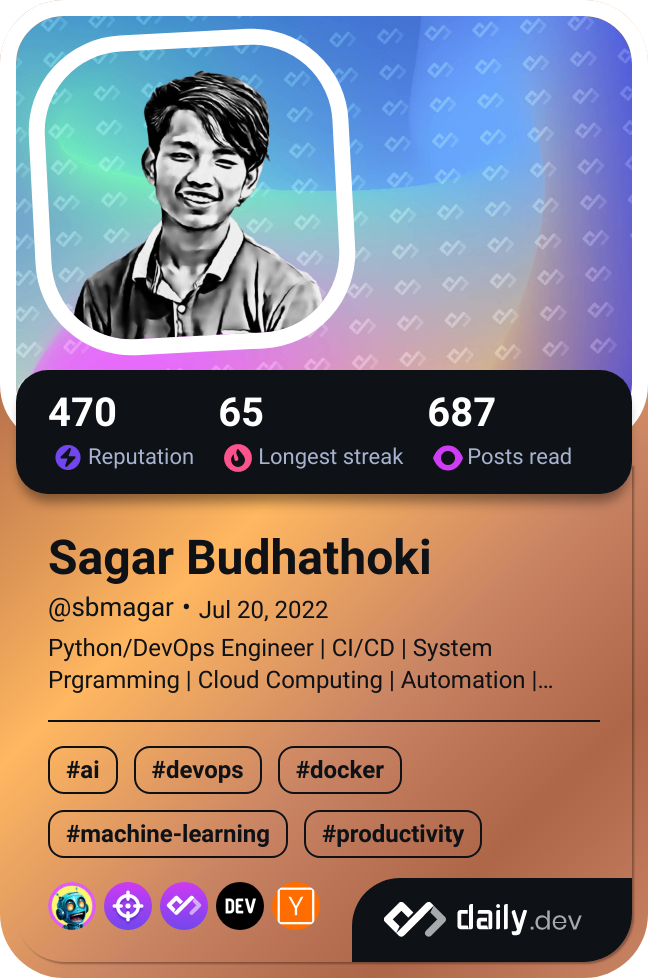 470 65 687
Reputation Longest streak Posts read
Sagar Budhathoki
@sbmagar • Jul 20, 2022
Python/DevOps Engineer | CI/CD | System
Prgramming | Cloud Computing | Automation |...
#ai #devops #docker
#machine-learning #productivity
DEV Y daily.dev